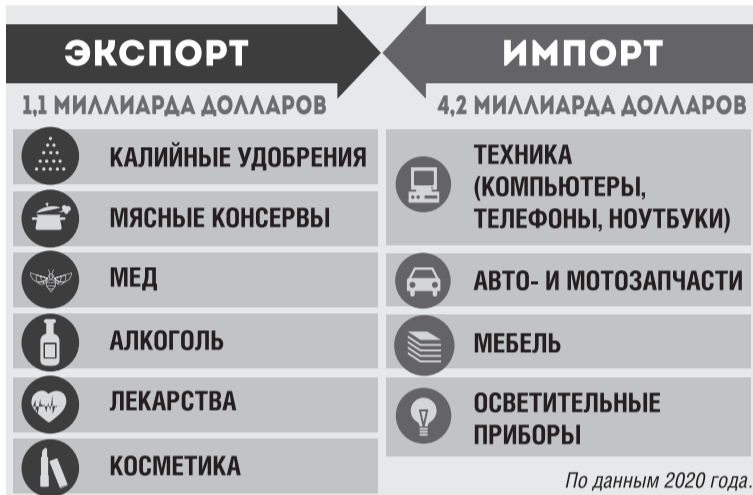 ЭКСПОРТ
1,1 МИЛЛИАРДА ДОЛЛАРОВ
КАЛИЙНЫЕ УДОБРЕНИЯ
МЯСНЫЕ КОНСЕРВЫ
МЕД
АЛКОГОЛЬ
ЛЕКАРСТВА
КОСМЕТИКА
ИМПОРТ
4,2 МИЛЛИАРДА ДОЛЛАРОВ
ТЕХНИКА
(КОМПЬЮТЕРЫ,
ТЕЛЕФОНЫ, НОУТБУКИ)
АВТО- И МОТОЗАПЧАСТИ
МЕБЕЛЬ
ОСВЕТИТЕЛЬНЫЕ
ПРИБОРЫ
По данным 2020 года.